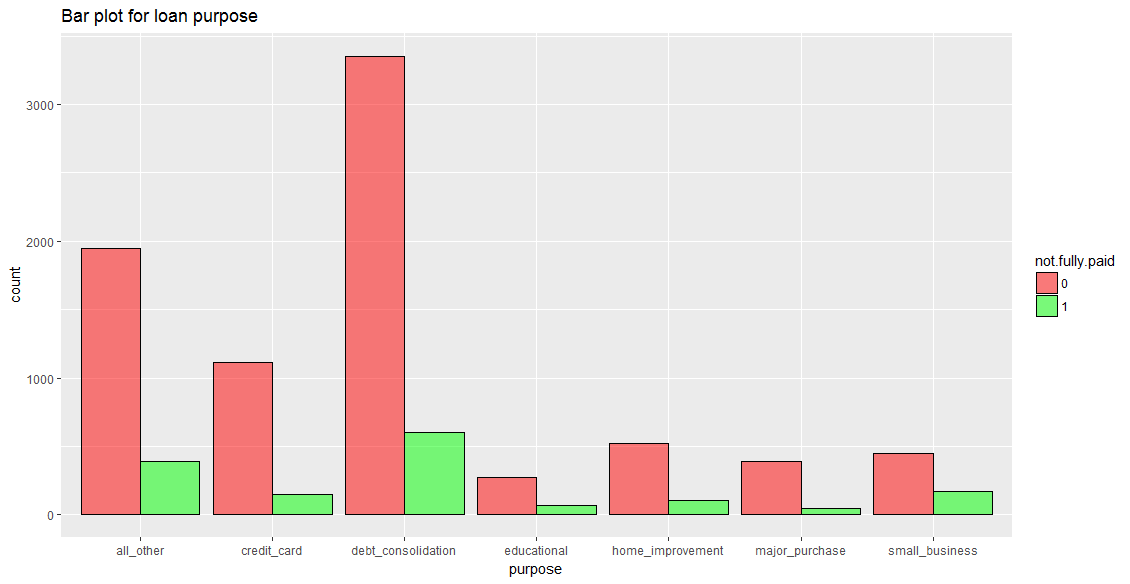 Bar plot for loan purpose
3000
2000
1000
0
count
all_other credit_card debt_consolidation educational home_improvement major_purchase small_business
purpose
not.fully.paid
0
1